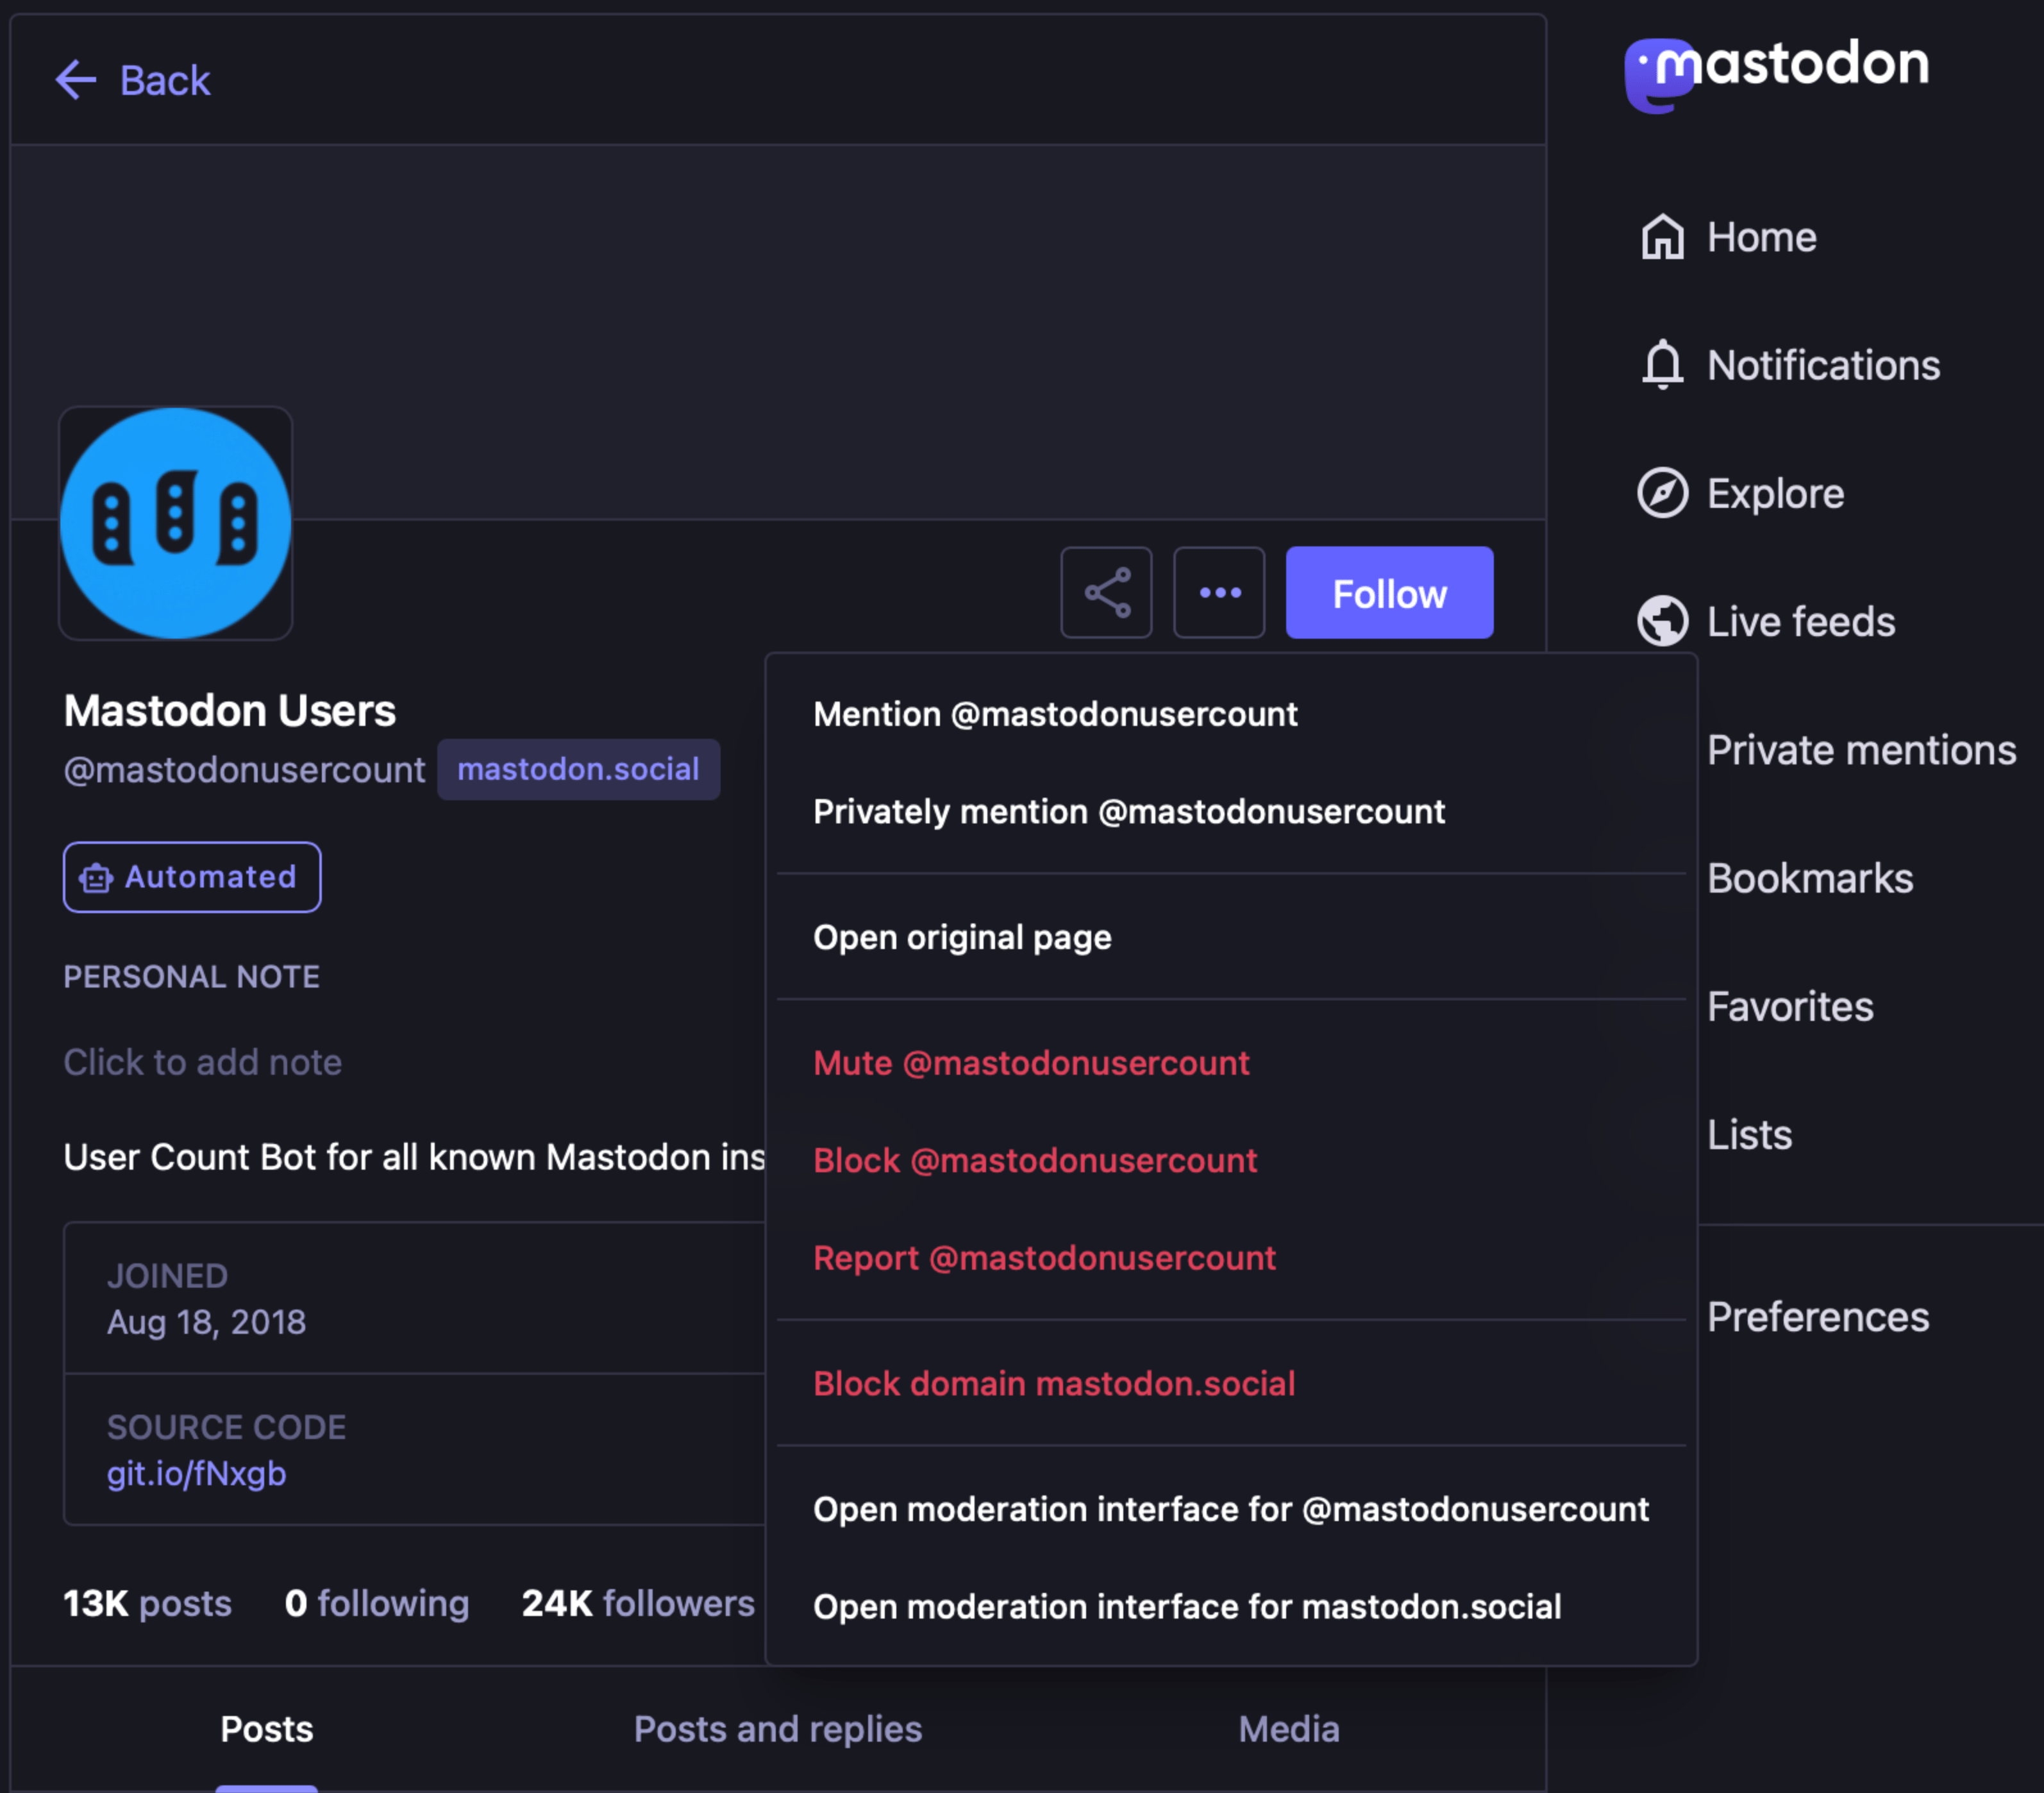 Back
mastodon
Home
Notifications
Explore
Live feeds
Private mentions
Bookmarks
Favorites
Lists
Preferences
Follow
Mastodon Users
@mastodonusercount mastodon.social
Automated
PERSONAL NOTE
Click to add note
User Count Bot for all known Mastodon ins
JOINED
Aug 18, 2018
SOURCE CODE
git.io/fNxgb
13K posts 0 following 24K followers
Mention @mastodonusercount
Privately mention @mastodonusercount
Open original page
Mute @mastodonusercount
Block @mastodonusercount
Report @mastodonusercount
Block domain mastodon.social
Open moderation interface for @mastodonusercount
Open moderation interface for mastodon.social
Posts
Posts and replies
Media